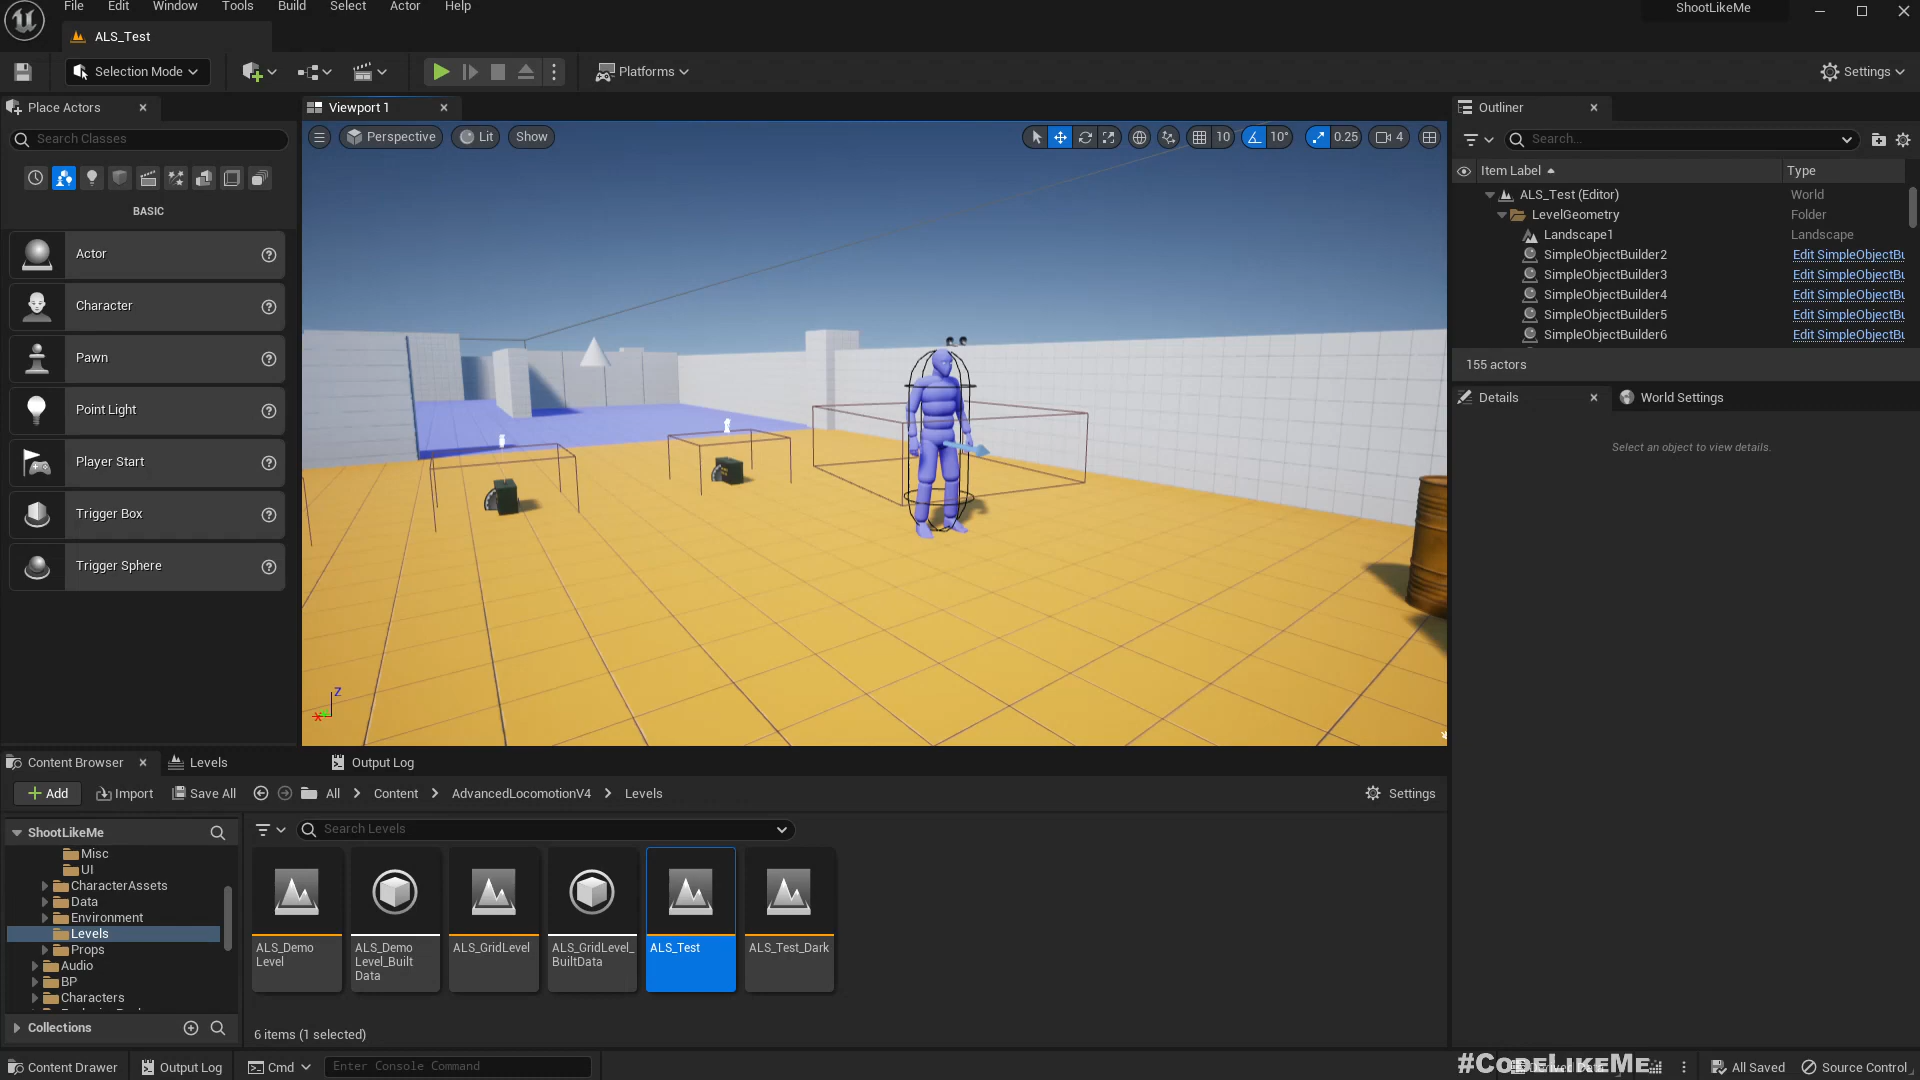 File Edit Window Tools Build Select Actor Help
ShootLikeMe
ALS_Test
Selection Mode
Platforms
Settings
Place Actors
Search Classes
BASIC
Actor
Character
Pawn
Point Light
Player Start
Trigger Box
Trigger Sphere
Viewport 1
Perspective Lit Show
10 10° 0.25 4
Z
X
Outliner
Search...
Item Label Type
ALS_Test (Editor) World
LevelGeometry Folder
Landscape1 Landscape
SimpleObjectBuilder2 Edit SimpleObjectBu
SimpleObjectBuilder3 Edit SimpleObjectBu
SimpleObjectBuilder4 Edit SimpleObjectBu
SimpleObjectBuilder5 Edit SimpleObjectBu
SimpleObjectBuilder6 Edit SimpleObjectBu
155 actors
Details
World Settings
Select an object to view details.
Content Browser
Levels
Output Log
Add Import Save All All Content AdvancedLocomotionV4 Levels
Settings
ShootLikeMe
Misc
UI
CharacterAssets
Data
Environment
Levels
Props
Audio
BP
Characters
Collections
Search Levels
ALS_Demo
Level
ALS_Demo
Level_Built
Data
ALS_GridLevel
ALS_GridLevel_
BuiltData
ALS_Test
ALS_Test_Dark
6 items (1 selected)
Content Drawer Output Log Cmd Enter Console Command
#CodeLikeMe
All Saved Source Control